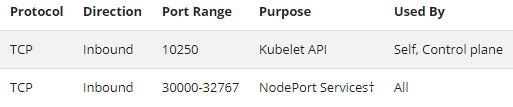 Protocol Direction Port Range Purpose Used By
TCP Inbound 10250 Kubelet API Self, Control plane
TCP Inbound 30000-32767 NodePort Services† All